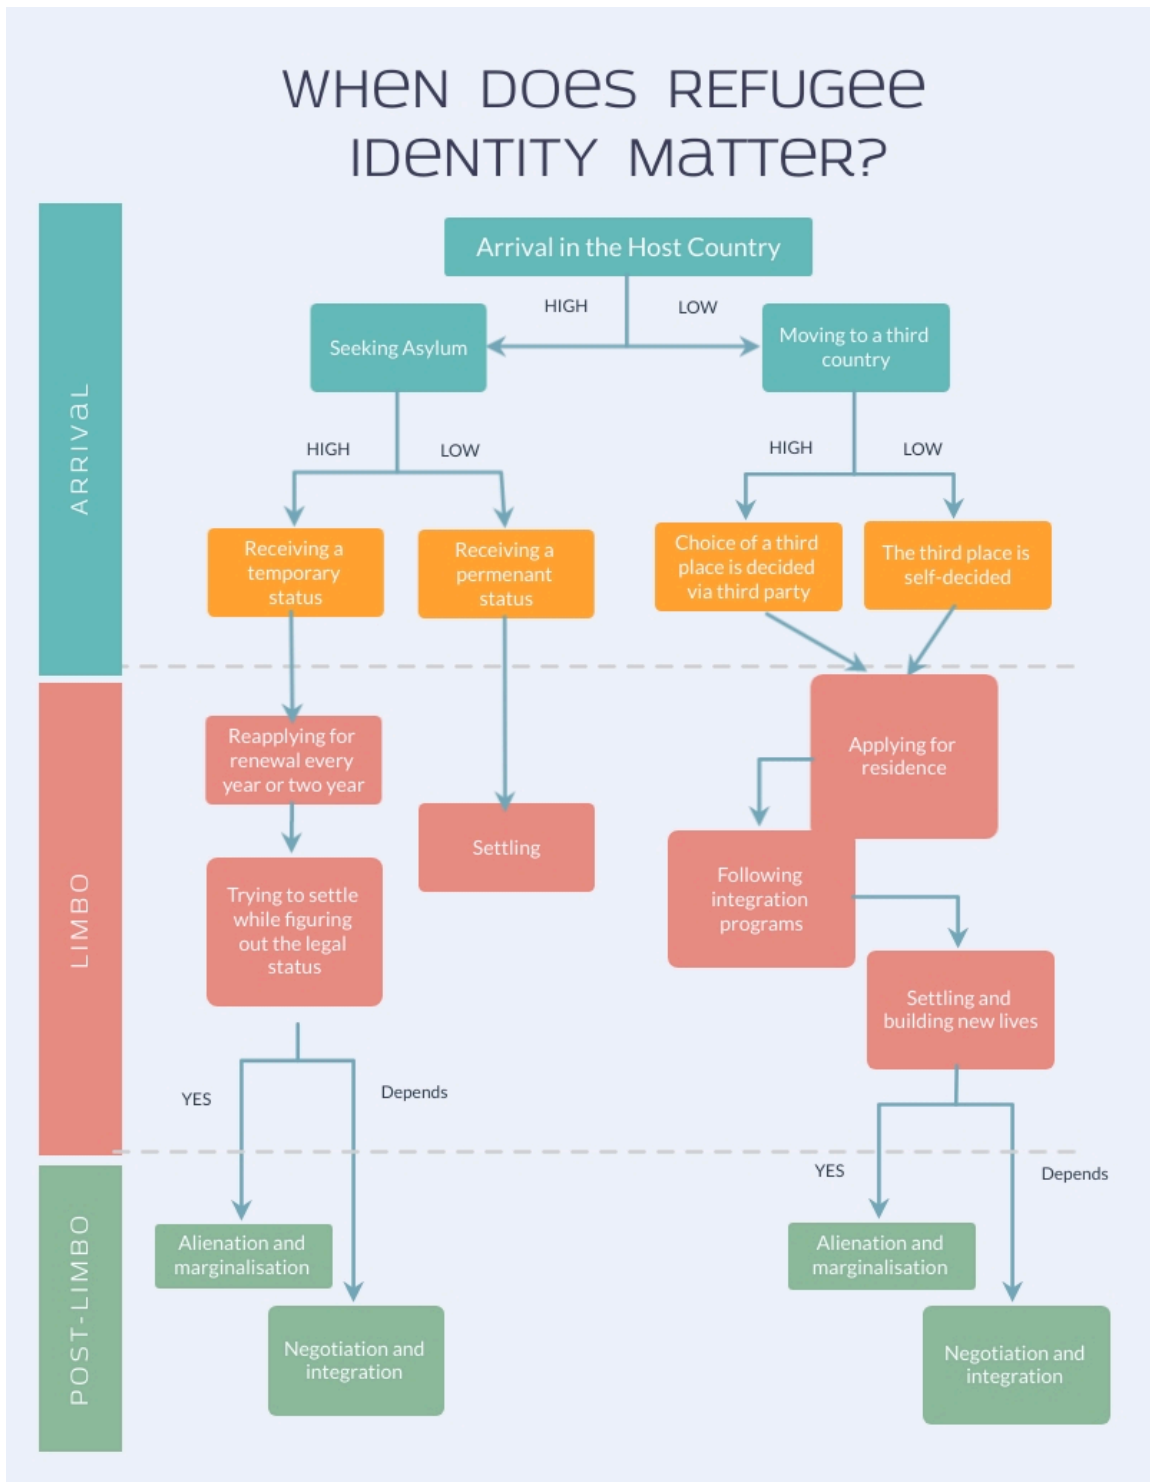 WHEN DOES REFUGEE
IDENTITY MATTER?
ARRIVAL
Arrival in the Host Country
HIGH
LOW
Seeking Asylum
Moving to a third
country
HIGH
LOW
HIGH
LOW
Receiving a
temporary
status
Receiving a
permenant
status
Choice of a third
place is decided
via third party
The third place is
self-decided
LIMBO
Reapplying for
renewal every
year or two year
Applying for
residence
Settling
Trying to settle
while figuring
out the legal
status
Following
integration
programs
Settling and
building new lives
YES
Depends
POST-LIMBO
YES
Depends
Alienation and
marginalisation
Alienation and
marginalisation
Negotiation and
integration
Negotiation and
integration